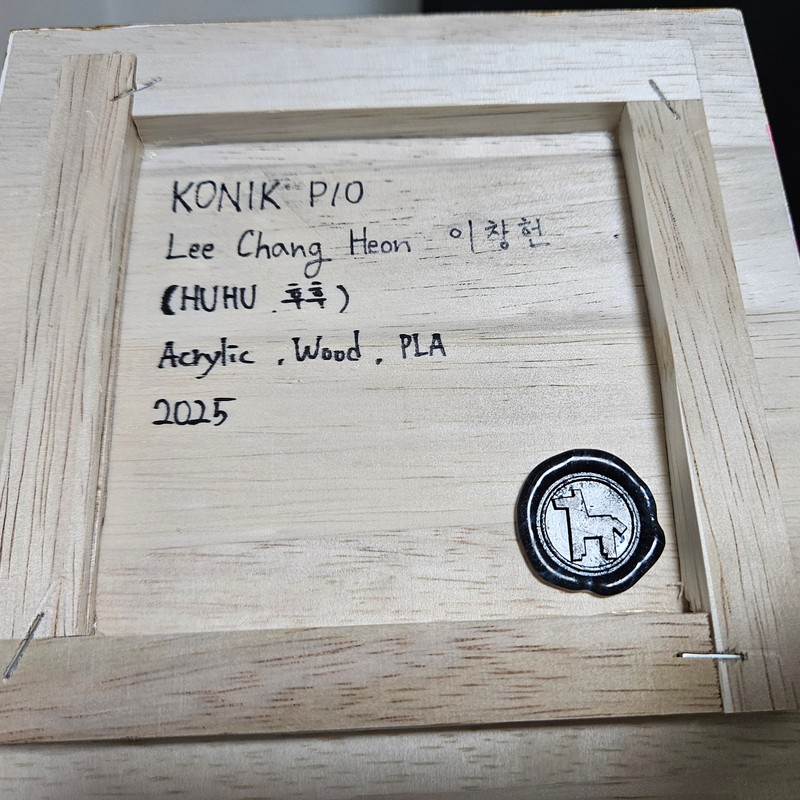 KONIK P10
Lee Chang Heon 이창헌
(HUHU 후후)
Acrylic , Wood , PLA
2025